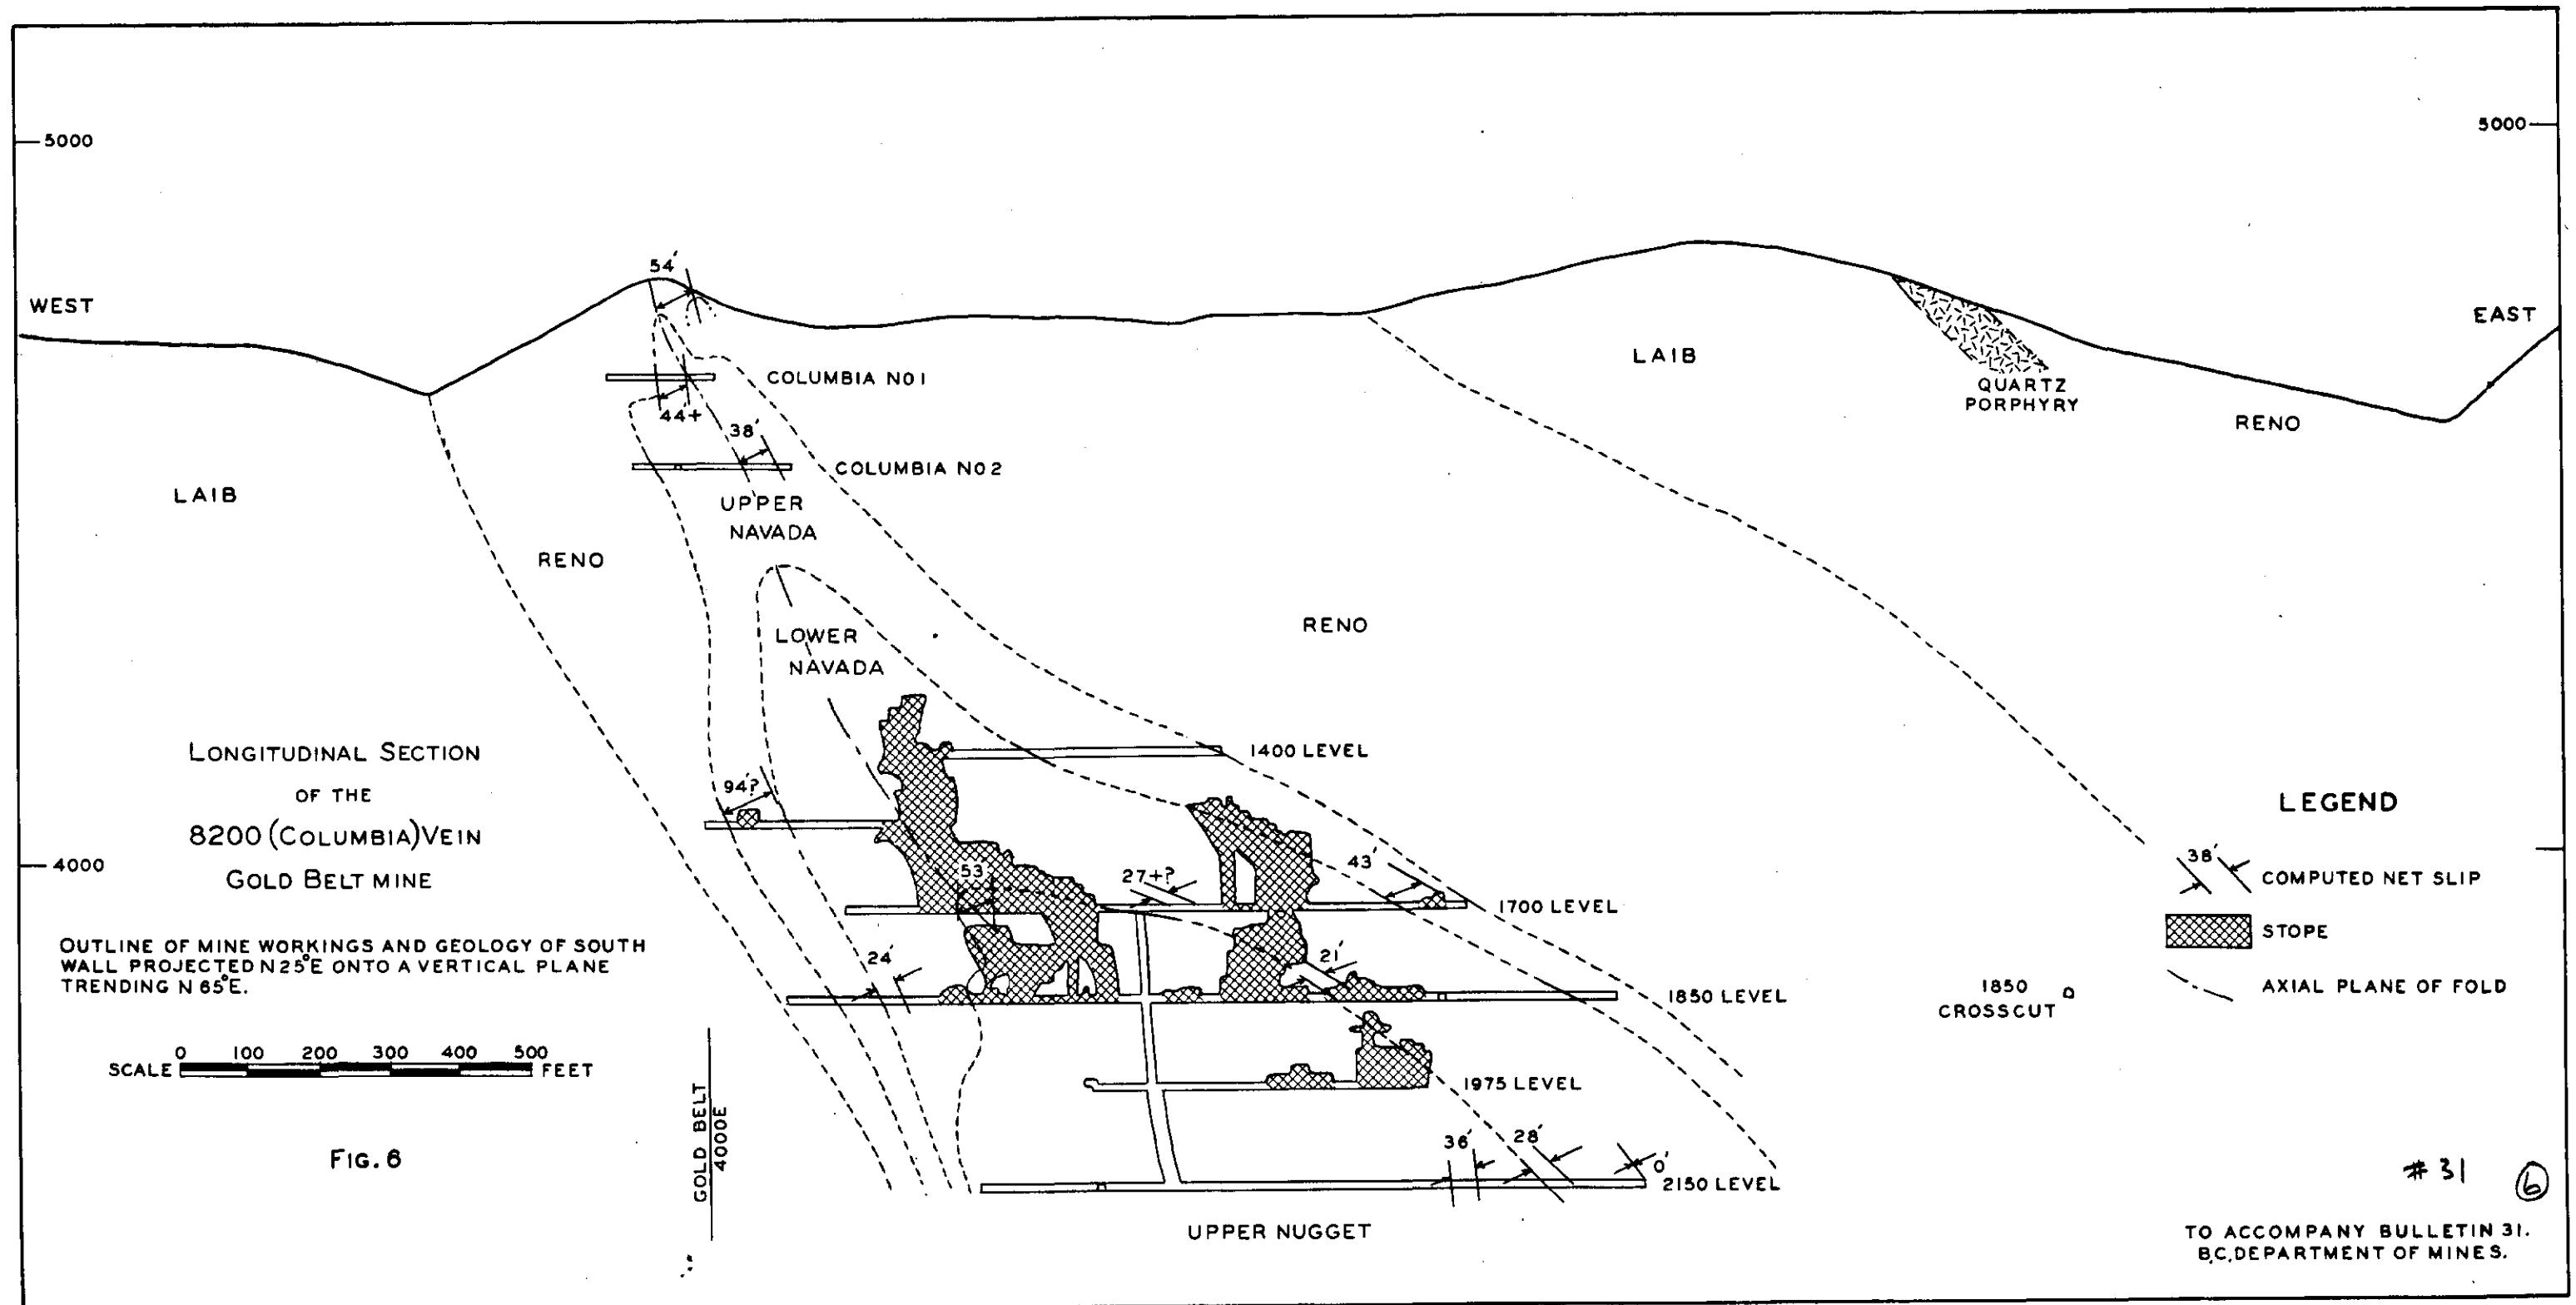 5000
5000
54'
WEST
EAST
LAIB
COLUMBIA NO1
QUARTZ
PORPHYRY
44+
RENO
38'
COLUMBIA NO2
LAIB
UPPER
NAVADA
RENO
RENO
LOWER
NAVADA
LONGITUDINAL SECTION
OF THE
8200 (COLUMBIA) VEIN
GOLD BELT MINE
1400 LEVEL
94'?
LEGEND
4000
53
27+?
43'
38'
COMPUTED NET SLIP
1700 LEVEL
STOPE
OUTLINE OF MINE WORKINGS AND GEOLOGY OF SOUTH
WALL PROJECTED N25°E ONTO A VERTICAL PLANE
TRENDING N 65°E.
24'
21'
1850 LEVEL
1850
CROSSCUT
AXIAL PLANE OF FOLD
SCALE 0 100 200 300 400 500 FEET
1975 LEVEL
GOLD BELT
4000E
FIG. 6
36'
28'
0'
2150 LEVEL
# 31
6
UPPER NUGGET
TO ACCOMPANY BULLETIN 31.
B.C. DEPARTMENT OF MINES.